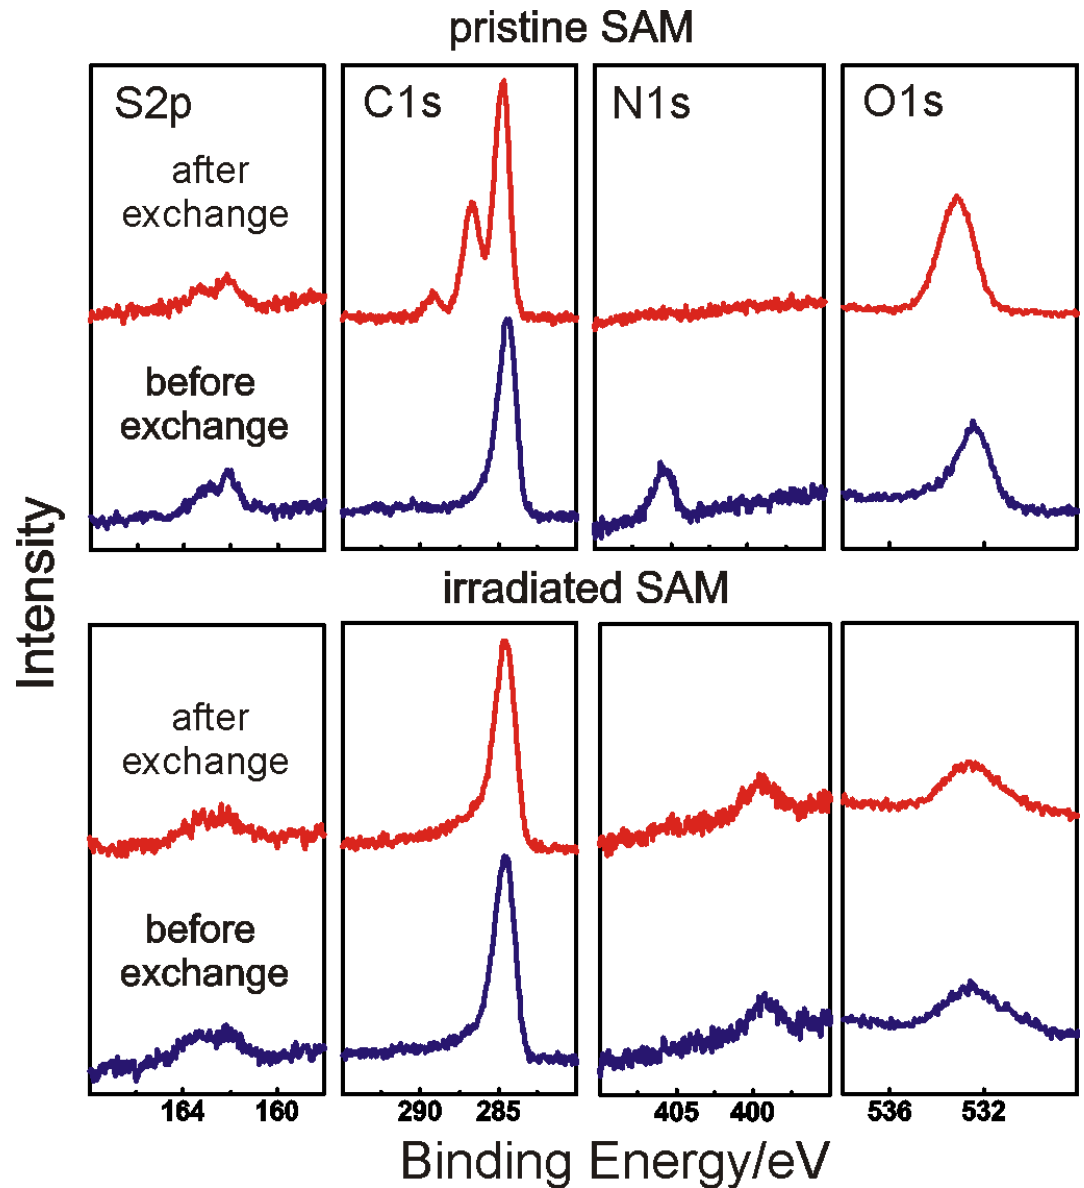 pristine SAM
S2p
C1s
N1s
O1s
after
exchange
before
exchange
Intensity
irradiated SAM
after
exchange
before
exchange
164 160
290 285
405 400
536 532
Binding Energy/eV